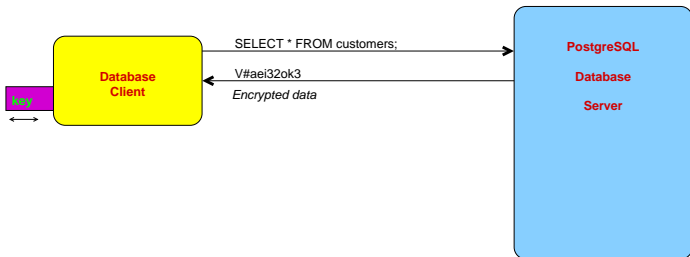 SELECT * FROM customers;
PostgreSQL
Database
Client
V#aei32ok3
Database
key
Encrypted data
Server